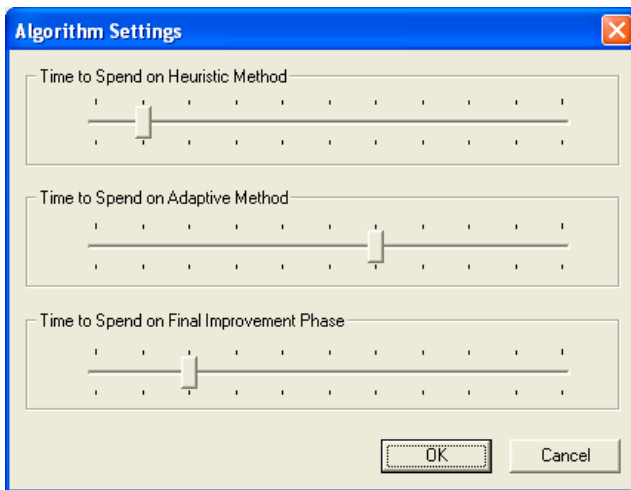 Algorithm Settings
Time to Spend on Heuristic Method
Time to Spend on Adaptive Method
Time to Spend on Final Improvement Phase
OK Cancel